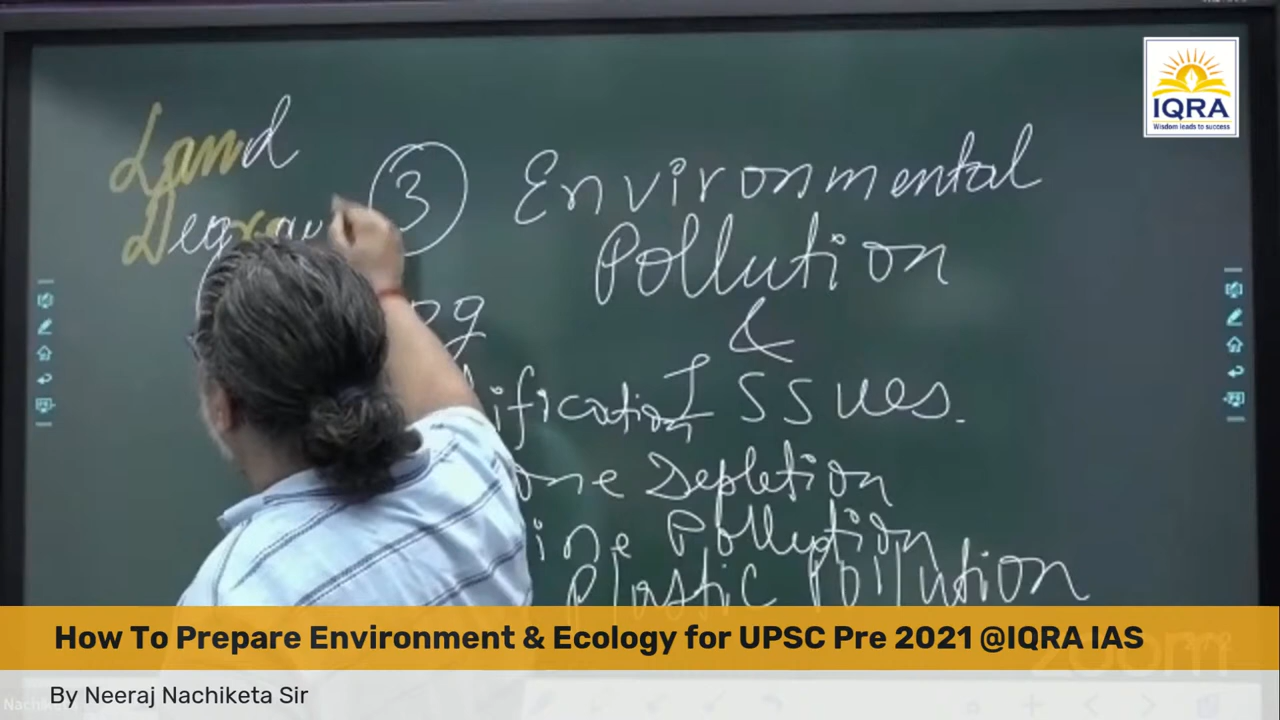 IQRA
Wisdom leads to success
Land
③ Environmental
Pollution
&
Issues.
Depletion
Pollution
Plastic Pollution
How To Prepare Environment & Ecology for UPSC Pre 2021 @IQRA IAS
zoom
By Neeraj Nachiketa Sir